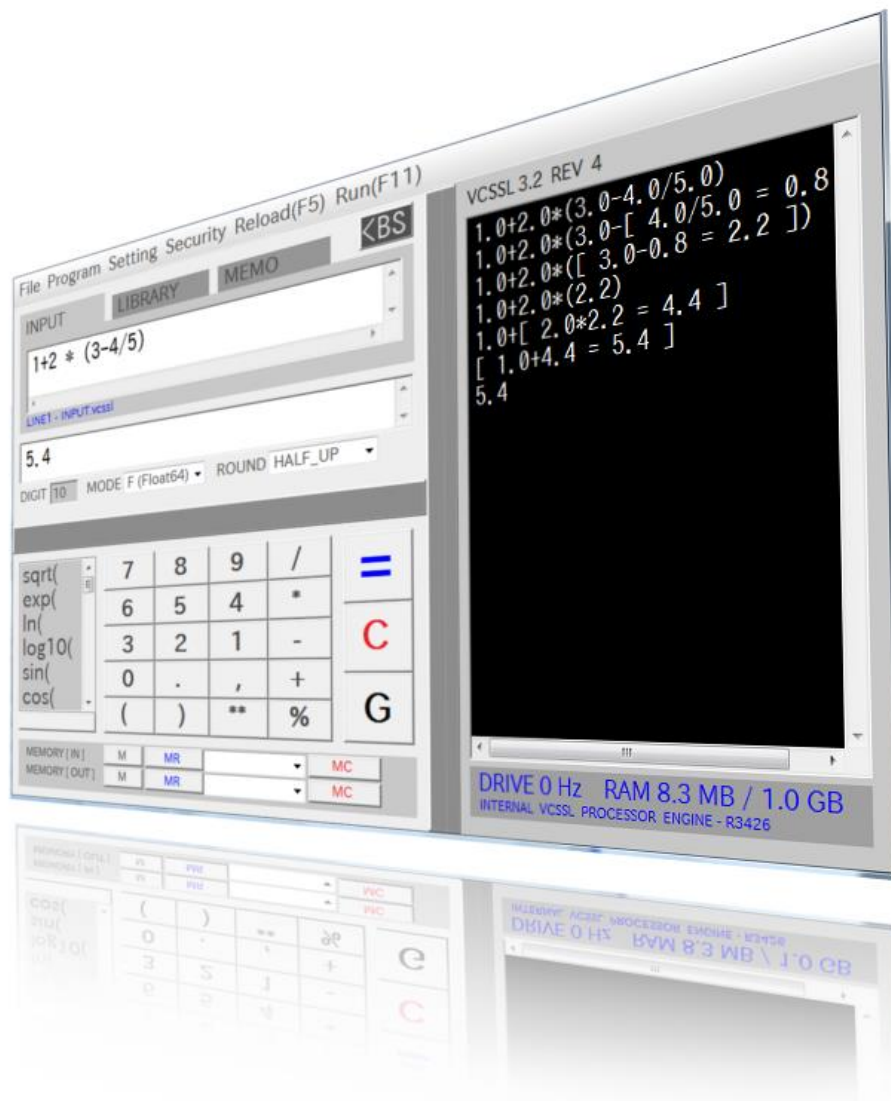 File Program Setting Security Reload(F5) Run(F11)
<BS
INPUT LIBRARY MEMO
1+2 * (3-4/5)
LINE1 - INPUT.vcssl
5.4
DIGIT 10 MODE F (Float64) ROUND HALF_UP
sqrt(
exp(
ln(
log10(
sin(
cos(
7 8 9 /
6 5 4 *
3 2 1 -
0 . , +
( ) ** %
=
C
G
MEMORY [ IN ] M MR MC
MEMORY [ OUT ] M MR MC
VCSSL 3.2 REV 4
1.0+2.0*(3.0-4.0/5.0)
1.0+2.0*(3.0-[ 4.0/5.0 = 0.8
1.0+2.0*([ 3.0-0.8 = 2.2 ])
1.0+2.0*(2.2)
1.0+[ 2.0*2.2 = 4.4 ]
[ 1.0+4.4 = 5.4 ]
5.4
DRIVE 0 Hz RAM 8.3 MB / 1.0 GB
INTERNAL VCSSL PROCESSOR ENGINE - R3426